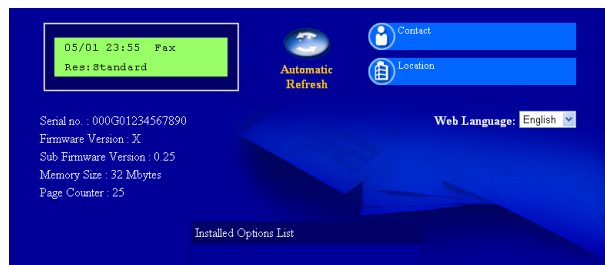 05/01 23:55 Fax
Res:Standard
Automatic
Refresh
Contact
Location
Serial no. : 000G01234567890
Firmware Version : X
Sub Firmware Version : 0.25
Memory Size : 32 Mbytes
Page Counter : 25
Web Language: English
Installed Options List